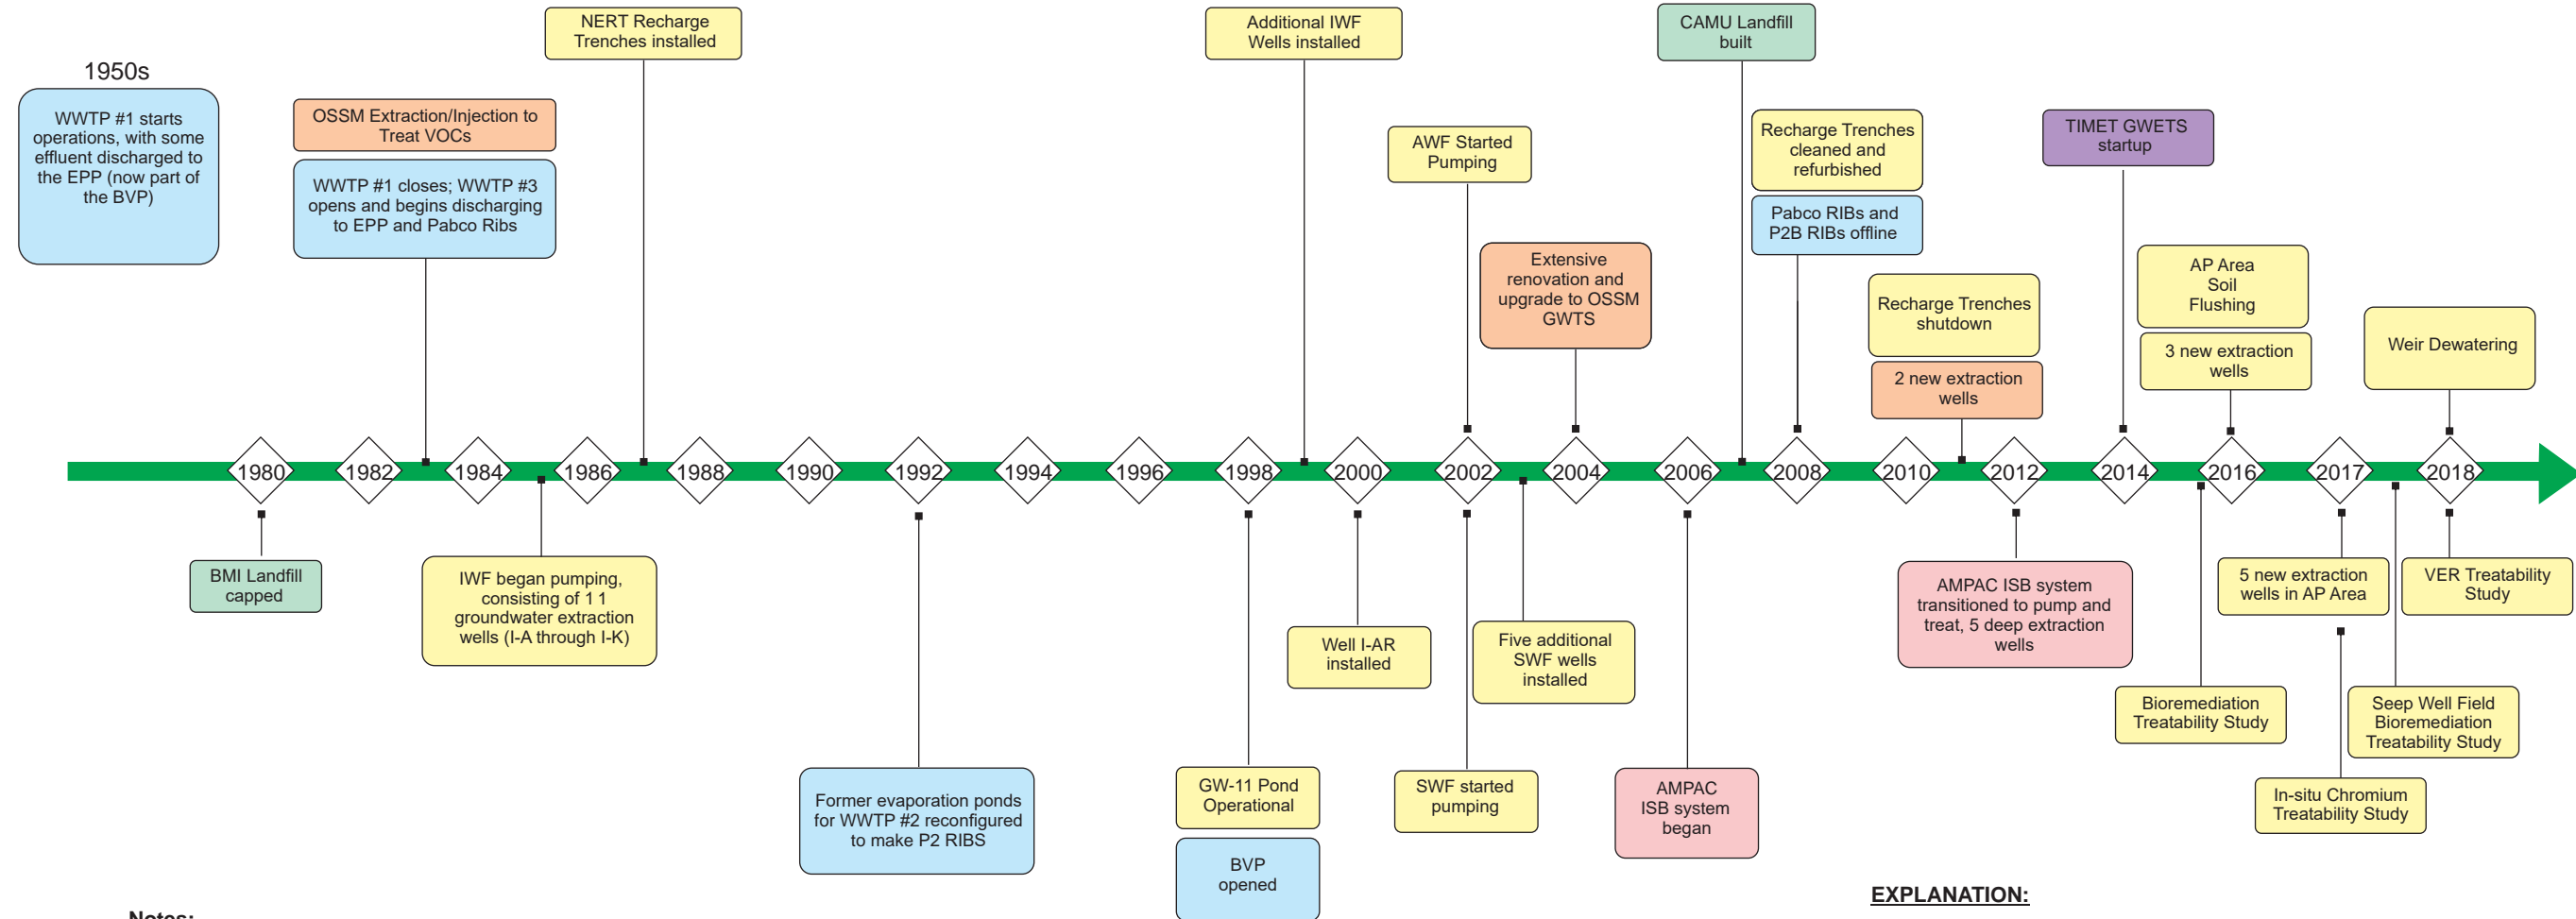 NERT Recharge
Trenches installed
Additional IWF
Wells installed
CAMU Landfill
built
1950s
WWTP #1 starts
operations, with some
effluent discharged to
the EPP (now part of
the BVP)
OSSM Extraction/Injection to
Treat VOCs
WWTP #1 closes; WWTP #3
opens and begins discharging
to EPP and Pabco Ribs
AWF Started
Pumping
Extensive
renovation and
upgrade to OSSM
GWTS
Recharge Trenches
cleaned and
refurbished
Pabco RIBs and
P2B RIBs offline
Recharge Trenches
shutdown
2 new extraction
wells
TIMET GWETS
startup
AP Area
Soil
Flushing
3 new extraction
wells
Weir Dewatering
1980
1982
1984
1986
1988
1990
1992
1994
1996
1998
2000
2002
2004
2006
2008
2010
2012
2014
2016
2017
2018
BMI Landfill
capped
IWF began pumping,
consisting of 11
groundwater extraction
wells (I-A through I-K)
Former evaporation ponds
for WWTP #2 reconfigured
to make P2 RIBS
GW-11 Pond
Operational
BVP
opened
Well I-AR
installed
SWF started
pumping
Five additional
SWF wells
installed
AMPAC
ISB system
began
AMPAC ISB system
transitioned to pump and
treat, 5 deep extraction
wells
Bioremediation
Treatability Study
5 new extraction
wells in AP Area
In-situ Chromium
Treatability Study
Seep Well Field
Bioremediation
Treatability Study
VER Treatability
Study
EXPLANATION:
Notes: